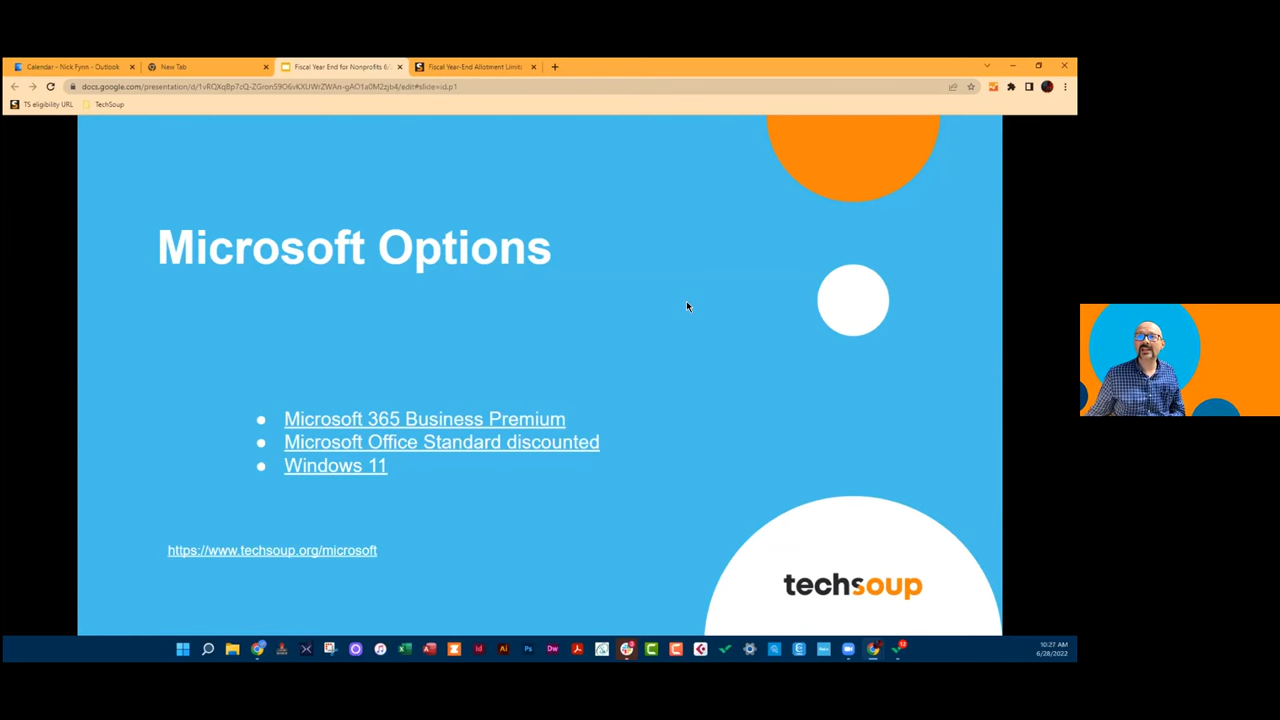 Calendar - Nick Fynn - Outlook
New Tab
Fiscal Year End for Nonprofits 6/
Fiscal Year-End Allotment Limit
TS eligibility URL
TechSoup
Microsoft Options
Microsoft 365 Business Premium
Microsoft Office Standard discounted
Windows 11
https://www.techsoup.org/microsoft
techsoup
10:27 AM
6/28/2022